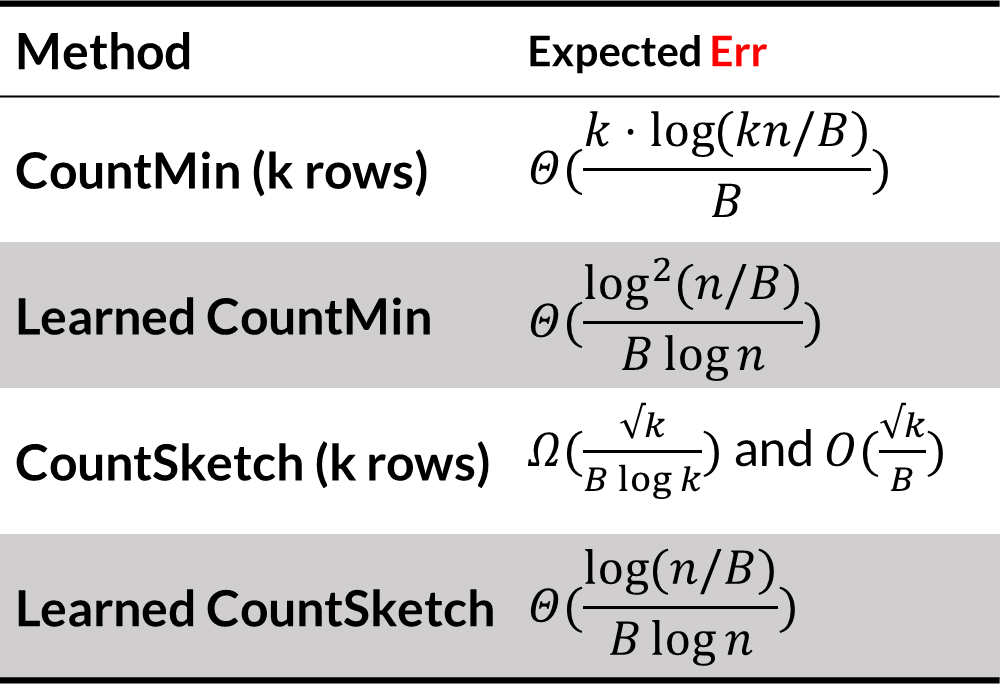 Method Expected Err
CountMin (k rows) Θ(k · log(kn/B) / B)
Learned CountMin Θ(log²(n/B) / B log n)
CountSketch (k rows) Ω(√k / B log k) and O(√k / B)
Learned CountSketch Θ(log(n/B) / B log n)